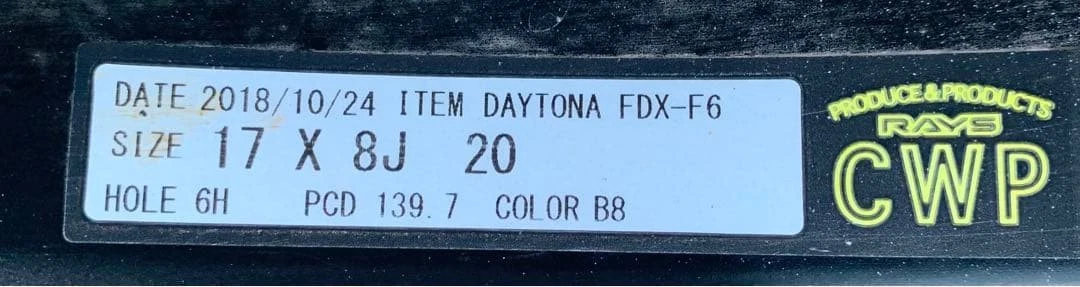 DATE 2018/10/24 ITEM DAYTONA FDX-F6
SIZE 17 X 8J 20
HOLE 6H PCD 139.7 COLOR B8
PRODUCE & PRODUCTS
RAYS
CWP